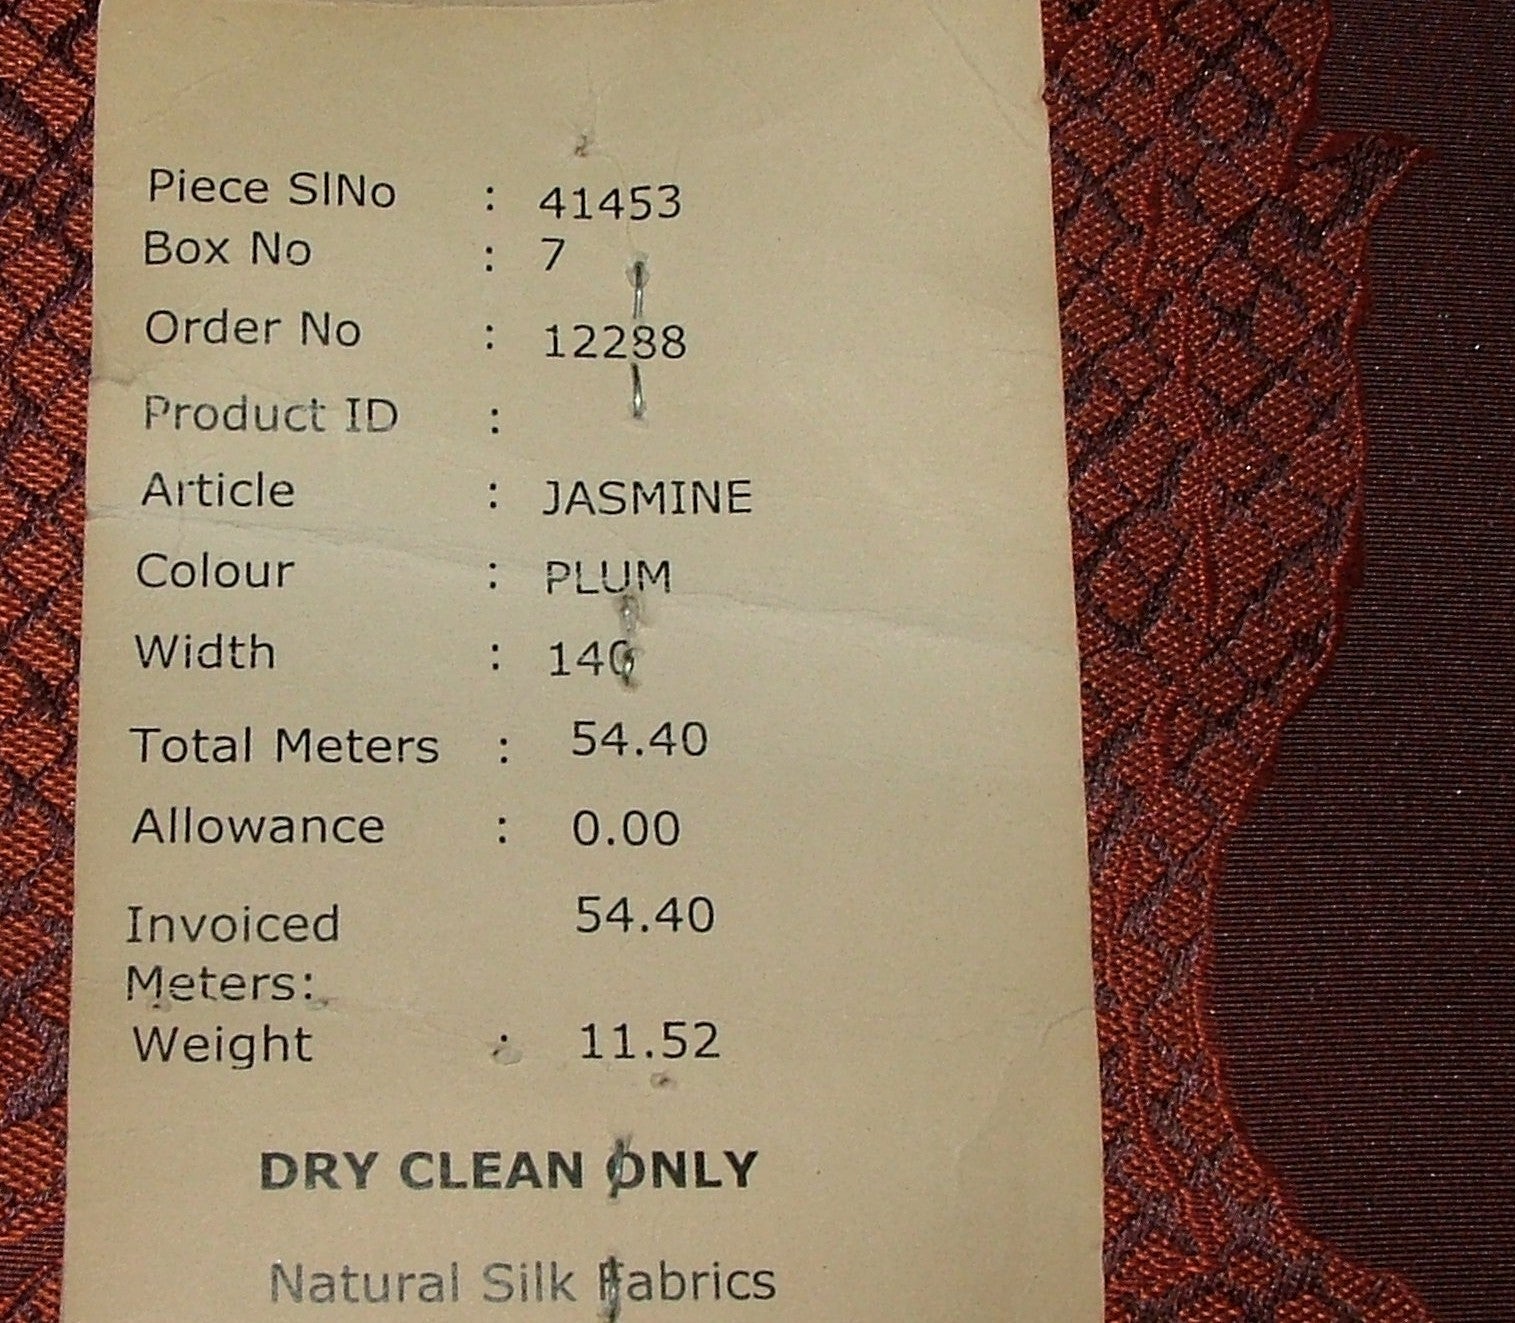 Piece SlNo : 41453
Box No : 7
Order No : 12288
Product ID :
Article : JASMINE
Colour : PLUM
Width : 140
Total Meters : 54.40
Allowance : 0.00
Invoiced 54.40
Meters:
Weight : 11.52
DRY CLEAN ONLY
Natural Silk Fabrics